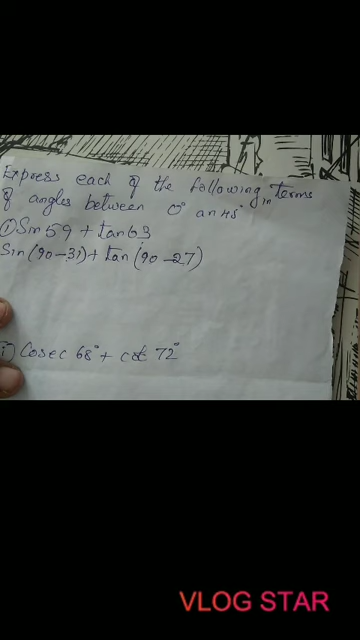 Express each of the following in terms
of angles between 0° an 45°
① Sin 59 + tan 63
Sin (90 - 31) + tan (90 - 27)
i) Cosec 68° + cot 72°
VLOG STAR